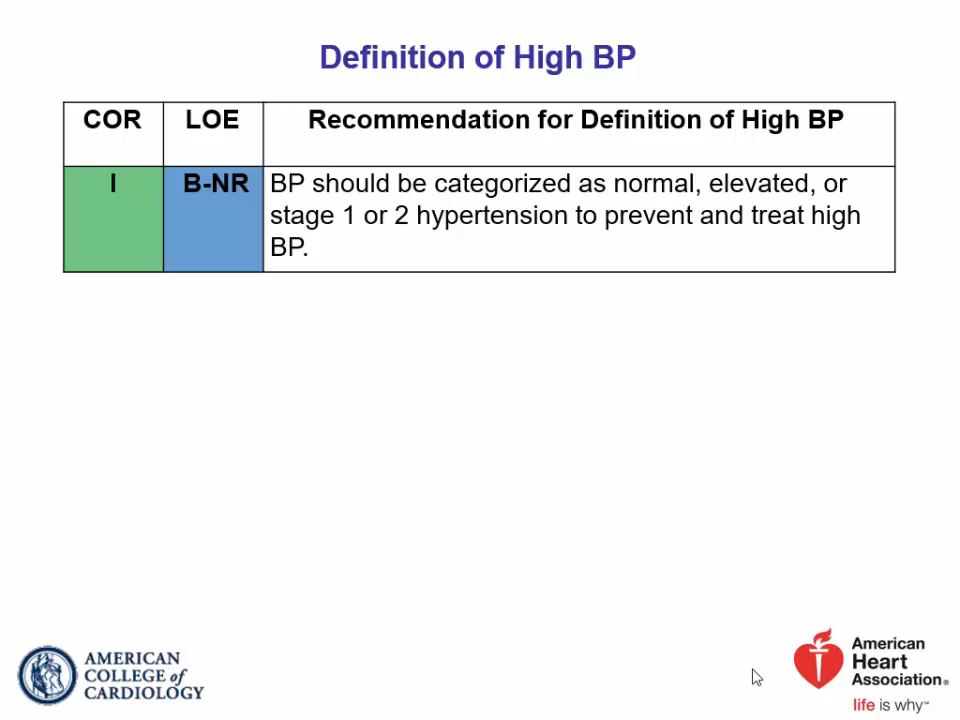 Definition of High BP
COR LOE Recommendation for Definition of High BP
I B-NR BP should be categorized as normal, elevated, or
stage 1 or 2 hypertension to prevent and treat high
BP.
AMERICAN
COLLEGE of
CARDIOLOGY
American
Heart
Association®
life is why™